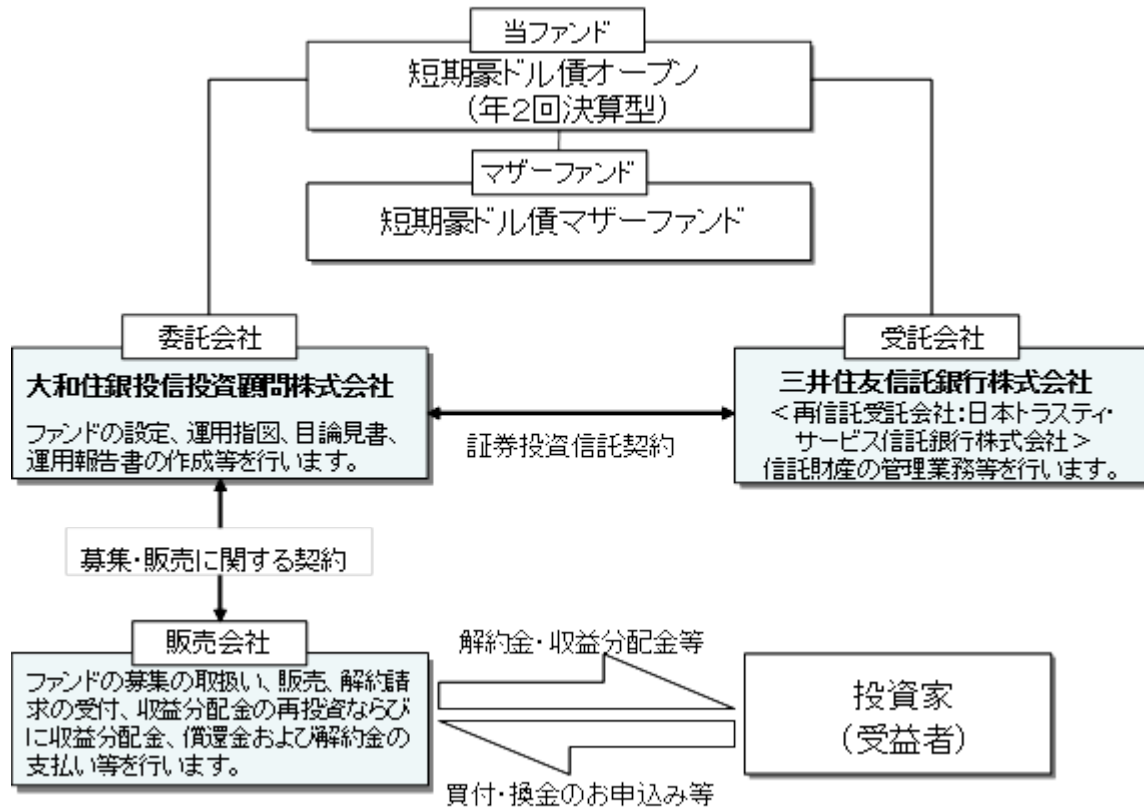 当ファンド
短期豪ドル債オープン
（年２回決算型）
マザーファンド
短期豪ドル債マザーファンド
委託会社
大和住銀投信投資顧問株式会社
ファンドの設定、運用指図、目論見書、
運用報告書の作成等を行います。
証券投資信託契約
受託会社
三井住友信託銀行株式会社
＜再信託受託会社：日本トラスティ・
サービス信託銀行株式会社＞
信託財産の管理業務等を行います。
募集・販売に関する契約
販売会社
ファンドの募集の取扱い、販売、解約請
求の受付、収益分配金の再投資ならび
に収益分配金、償還金および解約金の
支払い等を行います。
解約金・収益分配金等
買付・換金のお申込み等
投資家
（受益者）